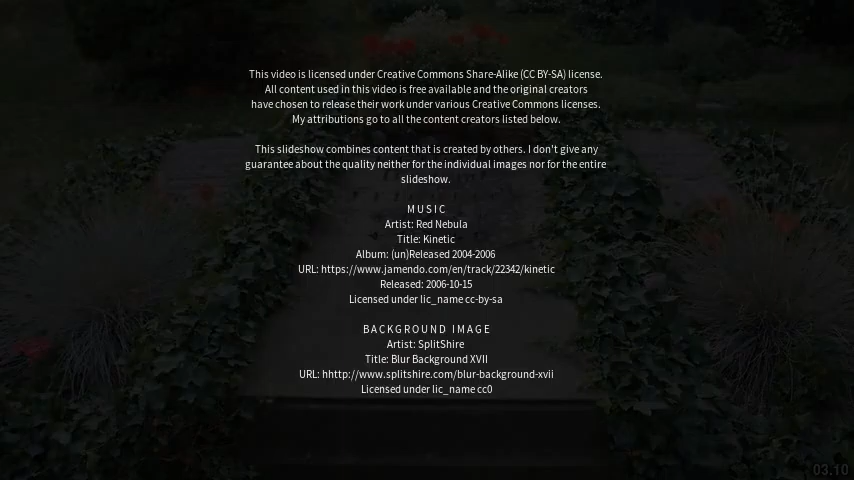 This video is licensed under Creative Commons Share-Alike (CC BY-SA) license.
All content used in this video is free available and the original creators
have chosen to release their work under various Creative Commons licenses.
My attributions go to all the content creators listed below.
This slideshow combines content that is created by others. I don't give any
guarantee about the quality neither for the individual images nor for the entire
slideshow.
MUSIC
Artist: Red Nebula
Title: Kinetic
Album: (un)Released 2004-2006
URL: https://www.jamendo.com/en/track/22342/kinetic
Released: 2006-10-15
Licensed under lic_name cc-by-sa
BACKGROUND IMAGE
Artist: SplitShire
Title: Blur Background XVII
URL: hhttp://www.splitshire.com/blur-background-xvii
Licensed under lic_name cc0
03.10